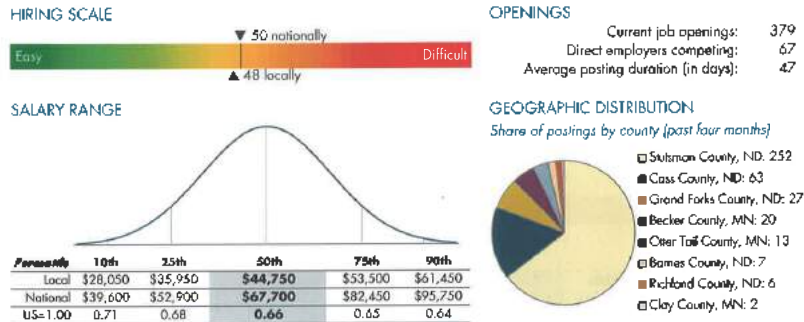 HIRING SCALE
▼ 50 nationally
Easy
Difficult
▲ 48 locally
OPENINGS
Current job openings: 379
Direct employers competing: 67
Average posting duration (in days): 47
SALARY RANGE
Percentile 10th 25th 50th 75th 90th
Local $28,050 $35,950 $44,750 $53,500 $61,450
National $39,600 $52,900 $67,700 $82,450 $95,750
US=1.00 0.71 0.68 0.66 0.65 0.64
GEOGRAPHIC DISTRIBUTION
Share of postings by county (past four months)
Stutsman County, ND: 252
Cass County, ND: 63
Grand Forks County, ND: 27
Becker County, MN: 20
Otter Tail County, MN: 13
Barnes County, ND: 7
Richland County, ND: 6
Clay County, MN: 2